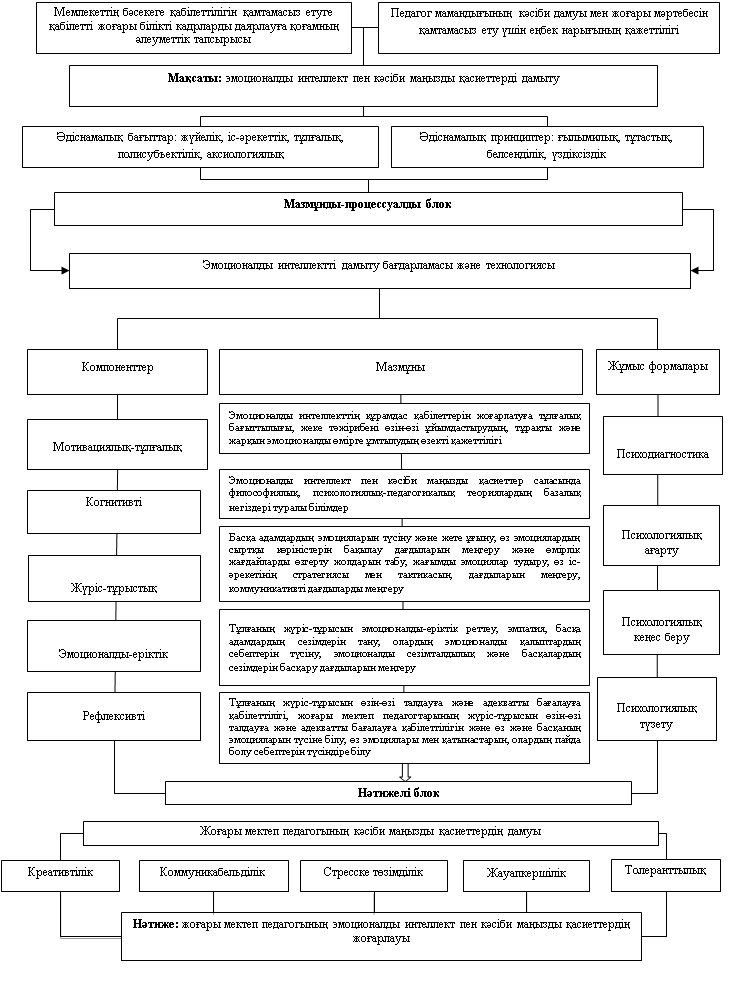 Мемлекеттің бәсекеге қабілеттілігін қамтамасыз етуге
қабілетті жоғары білікті кадрларды даярлауға қоғамның
әлеуметтік тапсырысы
Педагог мамандығының кәсіби дамуы мен жоғары мәртебесін
қамтамасыз ету үшін еңбек нарығының қажеттілігі
Мақсаты: эмоционалды интеллект пен кәсіби маңызды қасиеттерді дамыту
Әдіснамалық бағыттар: жүйелік, іс-әрекеттік, тұлғалық,
полисубъектілік, аксиологиялық
Әдіснамалық принциптер: ғылымилық, тұтастық,
белсенділік, үздіксіздік
Мазмұнды-процессуалды блок
Эмоционалды интеллектті дамыту бағдарламасы және технологиясы
Компоненттер
Мазмұны
Жұмыс формалары
Мотивациялық-тұлғалық
Эмоционалды интеллекттің құрамдас қабілеттерін жоғарлатуға тұлғалық
бағыттылығы, жеке тәжірибені өзін-өзі ұйымдастырудың, тұрақты және
жарқын эмоционалды өмірге ұмтылудың өзекті қажеттілігі
Психодиагностика
Когнитивті
Эмоционалды интеллект пен кәсіби маңызды қасиеттер саласында
философиялық, психологиялық-педагогикалық теориялардың базалық
негіздері туралы білімдер
Психологиялық
ағарту
Жүріс-тұрыстық
Басқа адамдардың эмоцияларын түсіну және жете ұғыну, өз эмоциялардың
сыртқы көріністерін бақылау дағдыларын меңгеру және өмірлік
жағдайларды өзгерту жолдарын табу, жағымды эмоциялар тудыру, өз іс-
әрекетінің стратегиясы мен тактикасын, дағдыларын меңгеру,
коммуникативті дағдыларды меңгеру
Психологиялық
кеңес беру
Эмоционалды-еріктік
Тұлғаның жүріс-тұрысын эмоционалды-еріктік реттеу, эмпатия, басқа
адамдардың сезімдерін тану, олардың эмоционалды қалыптардың
себептерін түсіну, эмоционалды сезімталдылық және басқалардың
сезімдерін басқару дағдыларын меңгеру
Психологиялық
түзету
Рефлексивті
Тұлғаның жүріс-тұрысын өзін-өзі талдауға және адекватты бағалауға
қабілеттілігі, жоғары мектеп педагогтарының жүріс-тұрысын өзін-өзі
талдауға және адекватты бағалауға қабілеттілігін және өз және басқаның
эмоцияларын түсіне білу, өз эмоциялары мен қатынастарын, олардың пайда
болу себептерін түсіндіре білу
Нәтижелі блок
Жоғары мектеп педагогының кәсіби маңызды қасиеттердің дамуы
Креативтілік
Коммуникабельділік
Стресске төзімділік
Жауапкершілік
Толеранттылық
Нәтиже: жоғары мектеп педагогының эмоционалды интеллект пен кәсіби маңызды қасиеттердің
жоғарлауы